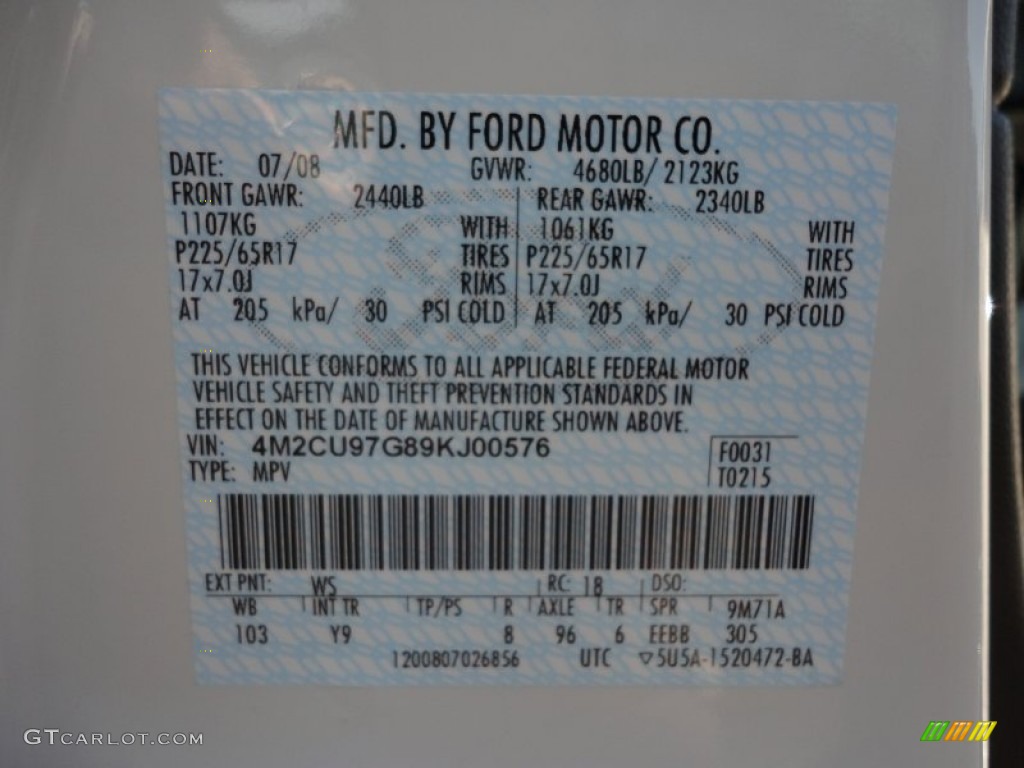 MFD. BY FORD MOTOR CO.
DATE: 07/08 GVWR: 4680LB/ 2123KG
FRONT GAWR: 2440LB REAR GAWR: 2340LB
1107KG WITH 1061KG WITH
P225/65R17 TIRES P225/65R17 TIRES
17x7.0J RIMS 17x7.0J RIMS
AT 205 kPa/ 30 PSI COLD AT 205 kPa/ 30 PSI COLD
THIS VEHICLE CONFORMS TO ALL APPLICABLE FEDERAL MOTOR
VEHICLE SAFETY AND THEFT PREVENTION STANDARDS IN
EFFECT ON THE DATE OF MANUFACTURE SHOWN ABOVE.
VIN: 4M2CU97G89KJ00576 F0031
TYPE: MPV T0215
EXT PNT: WS RC: 18 DSO:
WB INT TR TP/PS R AXLE TR SPR 9M71A
103 Y9 8 96 6 EEBB 305
1200807026856 UTC ▽5U5A-1520472-BA
GTCARLOT.COM